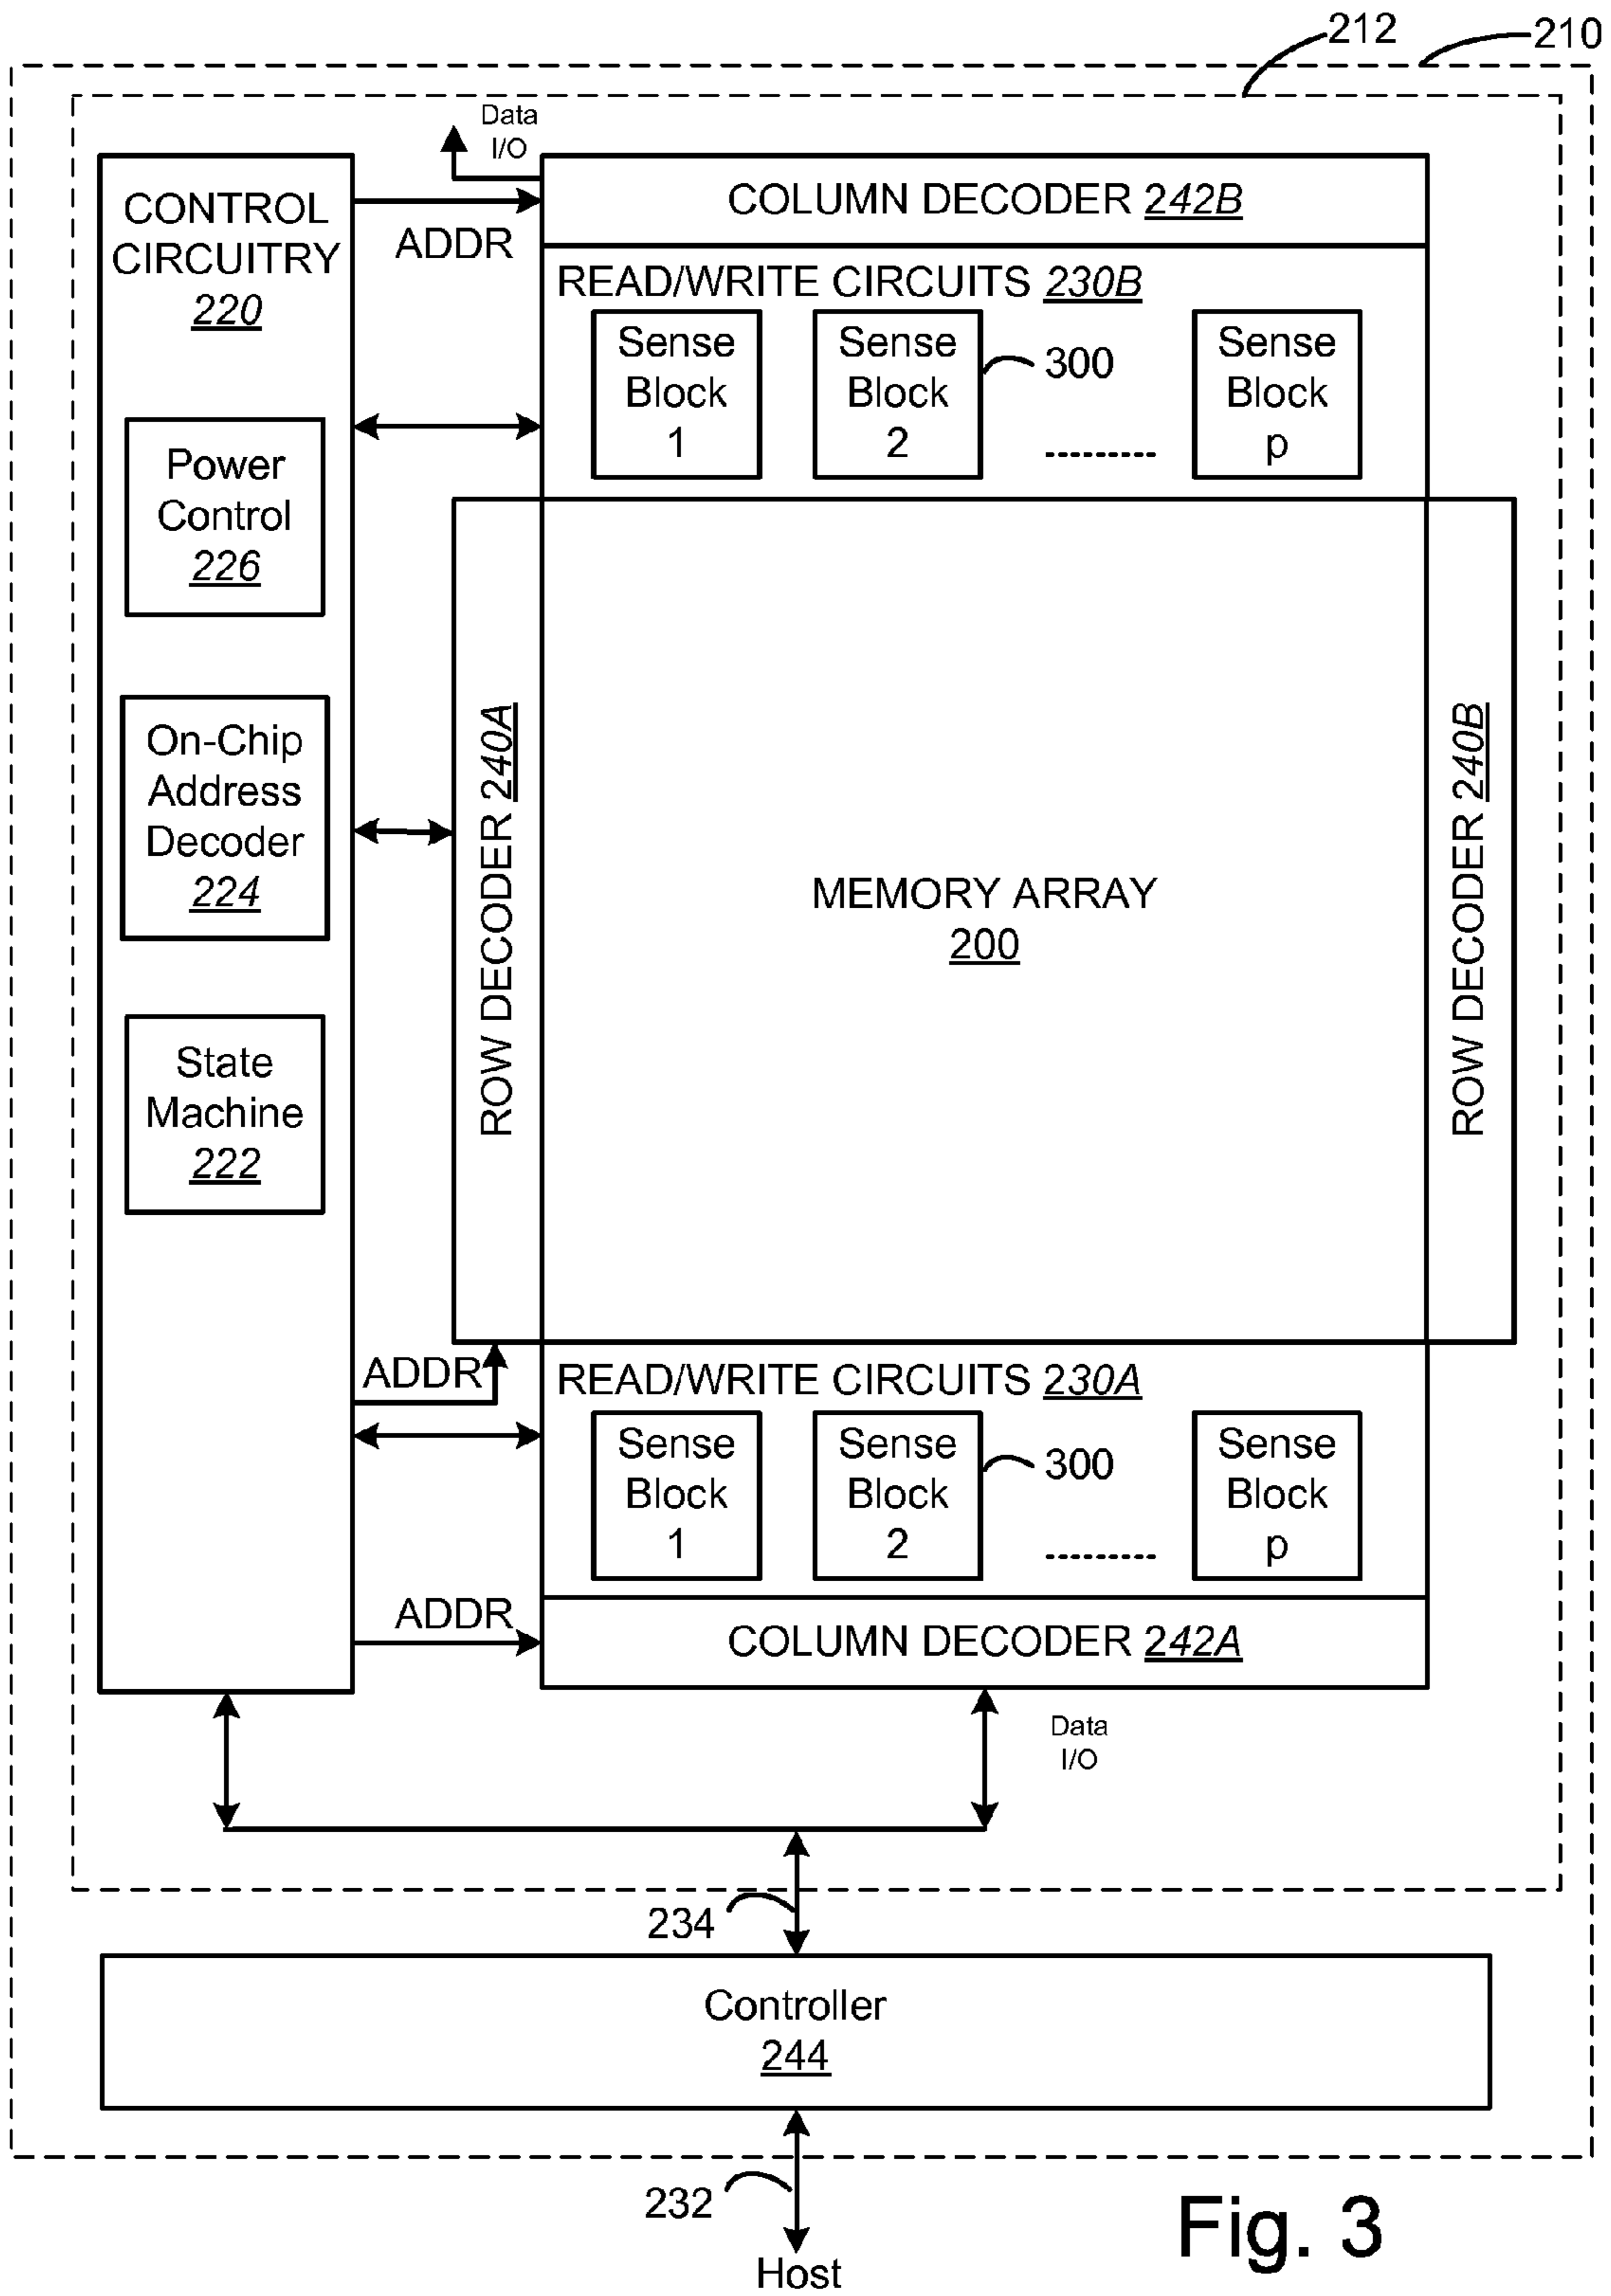 212
210
Data
I/O
CONTROL
CIRCUITRY
220
ADDR
COLUMN DECODER 242B
READ/WRITE CIRCUITS 230B
Sense
Block
1
Sense
Block
2
300
.........
Sense
Block
p
Power
Control
226
On-Chip
Address
Decoder
224
State
Machine
222
ROW DECODER 240A
MEMORY ARRAY
200
ROW DECODER 240B
ADDR
READ/WRITE CIRCUITS 230A
Sense
Block
1
Sense
Block
2
300
.........
Sense
Block
p
ADDR
COLUMN DECODER 242A
Data
I/O
234
Controller
244
232
Host
Fig. 3